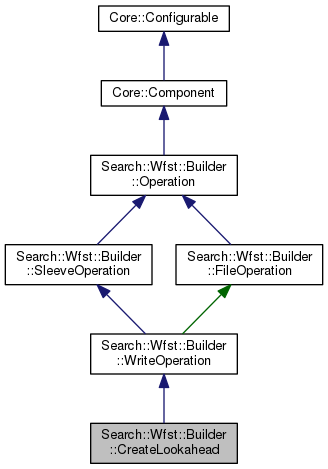 Core::Configurable
Core::Component
Search::Wfst::Builder
::Operation
Search::Wfst::Builder
::SleeveOperation
Search::Wfst::Builder
::FileOperation
Search::Wfst::Builder
::WriteOperation
Search::Wfst::Builder
::CreateLookahead